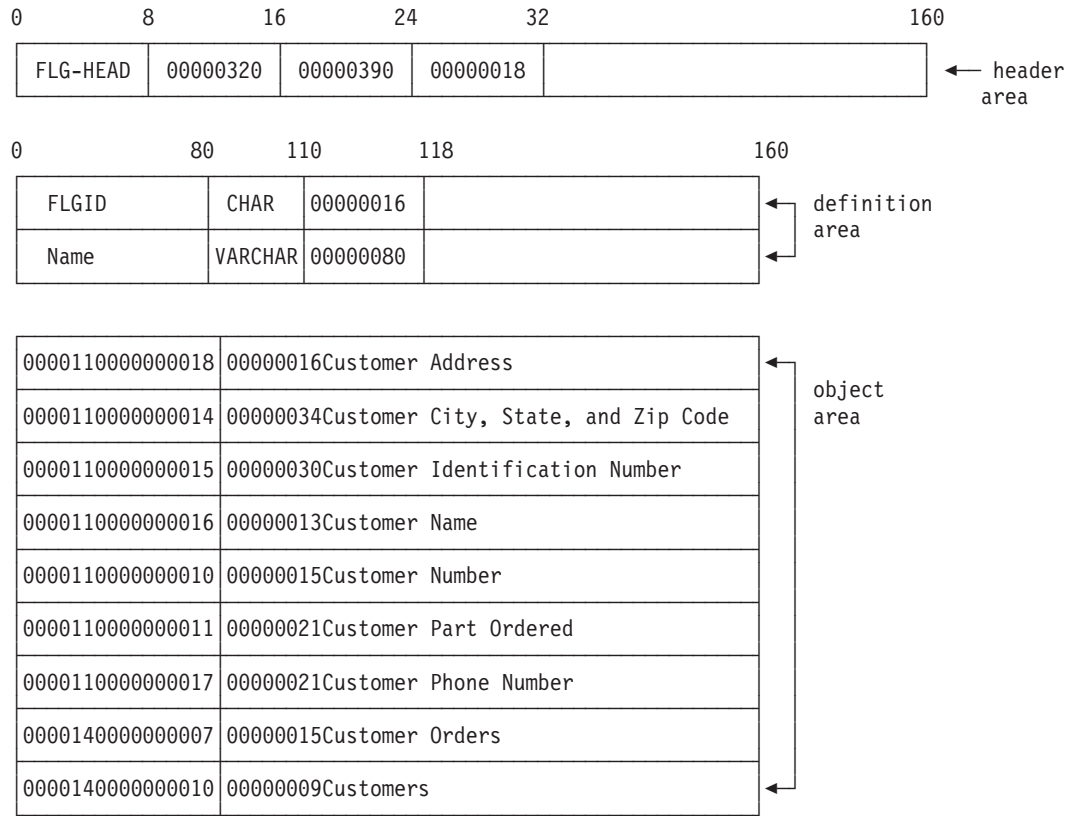 0 8 16 24 32 160
FLG-HEAD 00000320 00000390 00000018 header
area
0 80 110 118 160
FLGID CHAR 00000016 definition
area
Name VARCHAR 00000080
0000110000000018 00000016Customer Address
object
area
0000110000000014 00000034Customer City, State, and Zip Code
0000110000000015 00000030Customer Identification Number
0000110000000016 00000013Customer Name
0000110000000010 00000015Customer Number
0000110000000011 00000021Customer Part Ordered
0000110000000017 00000021Customer Phone Number
0000140000000007 00000015Customer Orders
0000140000000010 00000009Customers